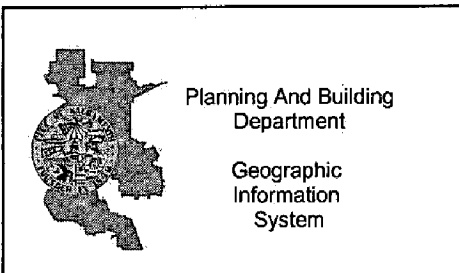 Planning And Building
Department
Geographic
Information
System